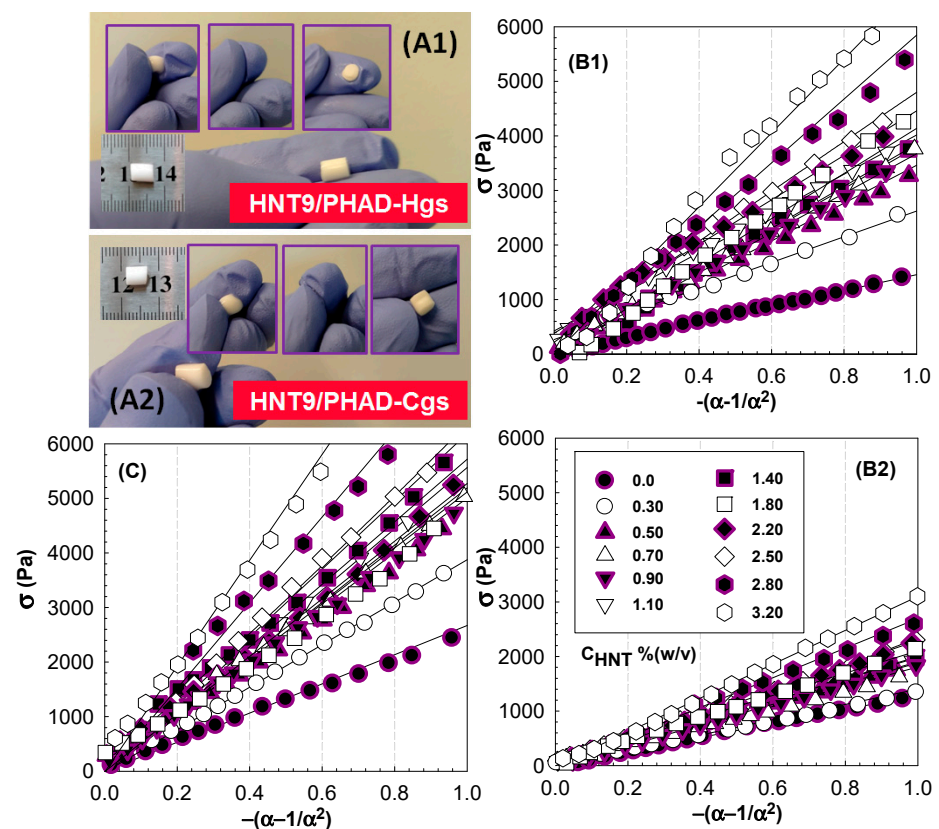 (A1)
2 1 14
HNT9/PHAD-Hgs
12 13
(A2)
HNT9/PHAD-Cgs
(B1)
6000
5000
4000
3000
2000
1000
0
σ (Pa)
0.0 0.2 0.4 0.6 0.8 1.0
-(α-1/α²)
(C)
6000
5000
4000
3000
2000
1000
0
σ (Pa)
0.0 0.2 0.4 0.6 0.8 1.0
–(α–1/α²)
(B2)
6000
5000
4000
3000
2000
1000
0
σ (Pa)
0.0 1.40
0.30 1.80
0.50 2.20
0.70 2.50
0.90 2.80
1.10 3.20
CHNT %(w/v)
0.0 0.2 0.4 0.6 0.8 1.0
–(α–1/α²)